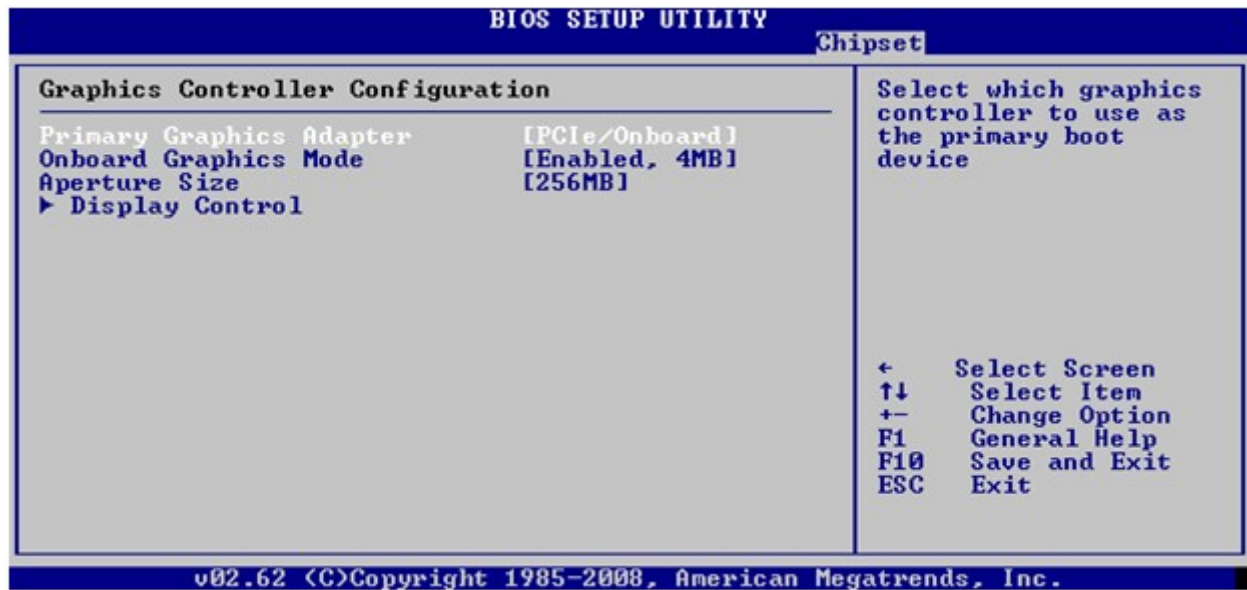 BIOS SETUP UTILITY
Chipset
Graphics Controller Configuration
Primary Graphics Adapter [PCIe/Onboard]
Onboard Graphics Mode [Enabled, 4MB]
Aperture Size [256MB]
▶ Display Control
Select which graphics
controller to use as
the primary boot
device
← Select Screen
↑↓ Select Item
+- Change Option
F1 General Help
F10 Save and Exit
ESC Exit
v02.62 (C)Copyright 1985-2008, American Megatrends, Inc.